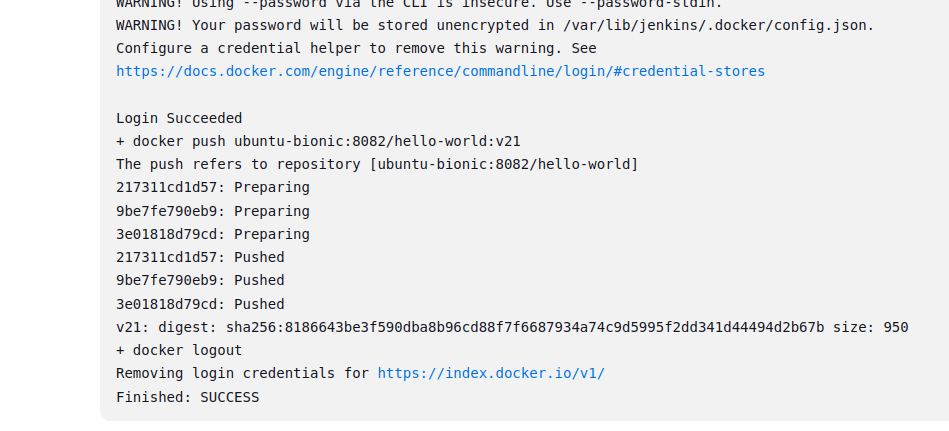 WARNING! Using --password via the CLI is insecure. Use --password-stdin.
WARNING! Your password will be stored unencrypted in /var/lib/jenkins/.docker/config.json.
Configure a credential helper to remove this warning. See
https://docs.docker.com/engine/reference/commandline/login/#credential-stores
Login Succeeded
+ docker push ubuntu-bionic:8082/hello-world:v21
The push refers to repository [ubuntu-bionic:8082/hello-world]
217311cd1d57: Preparing
9be7fe790eb9: Preparing
3e01818d79cd: Preparing
217311cd1d57: Pushed
9be7fe790eb9: Pushed
3e01818d79cd: Pushed
v21: digest: sha256:8186643be3f590dba8b96cd88f7f6687934a74c9d5995f2dd341d44494d2b67b size: 950
+ docker logout
Removing login credentials for https://index.docker.io/v1/
Finished: SUCCESS